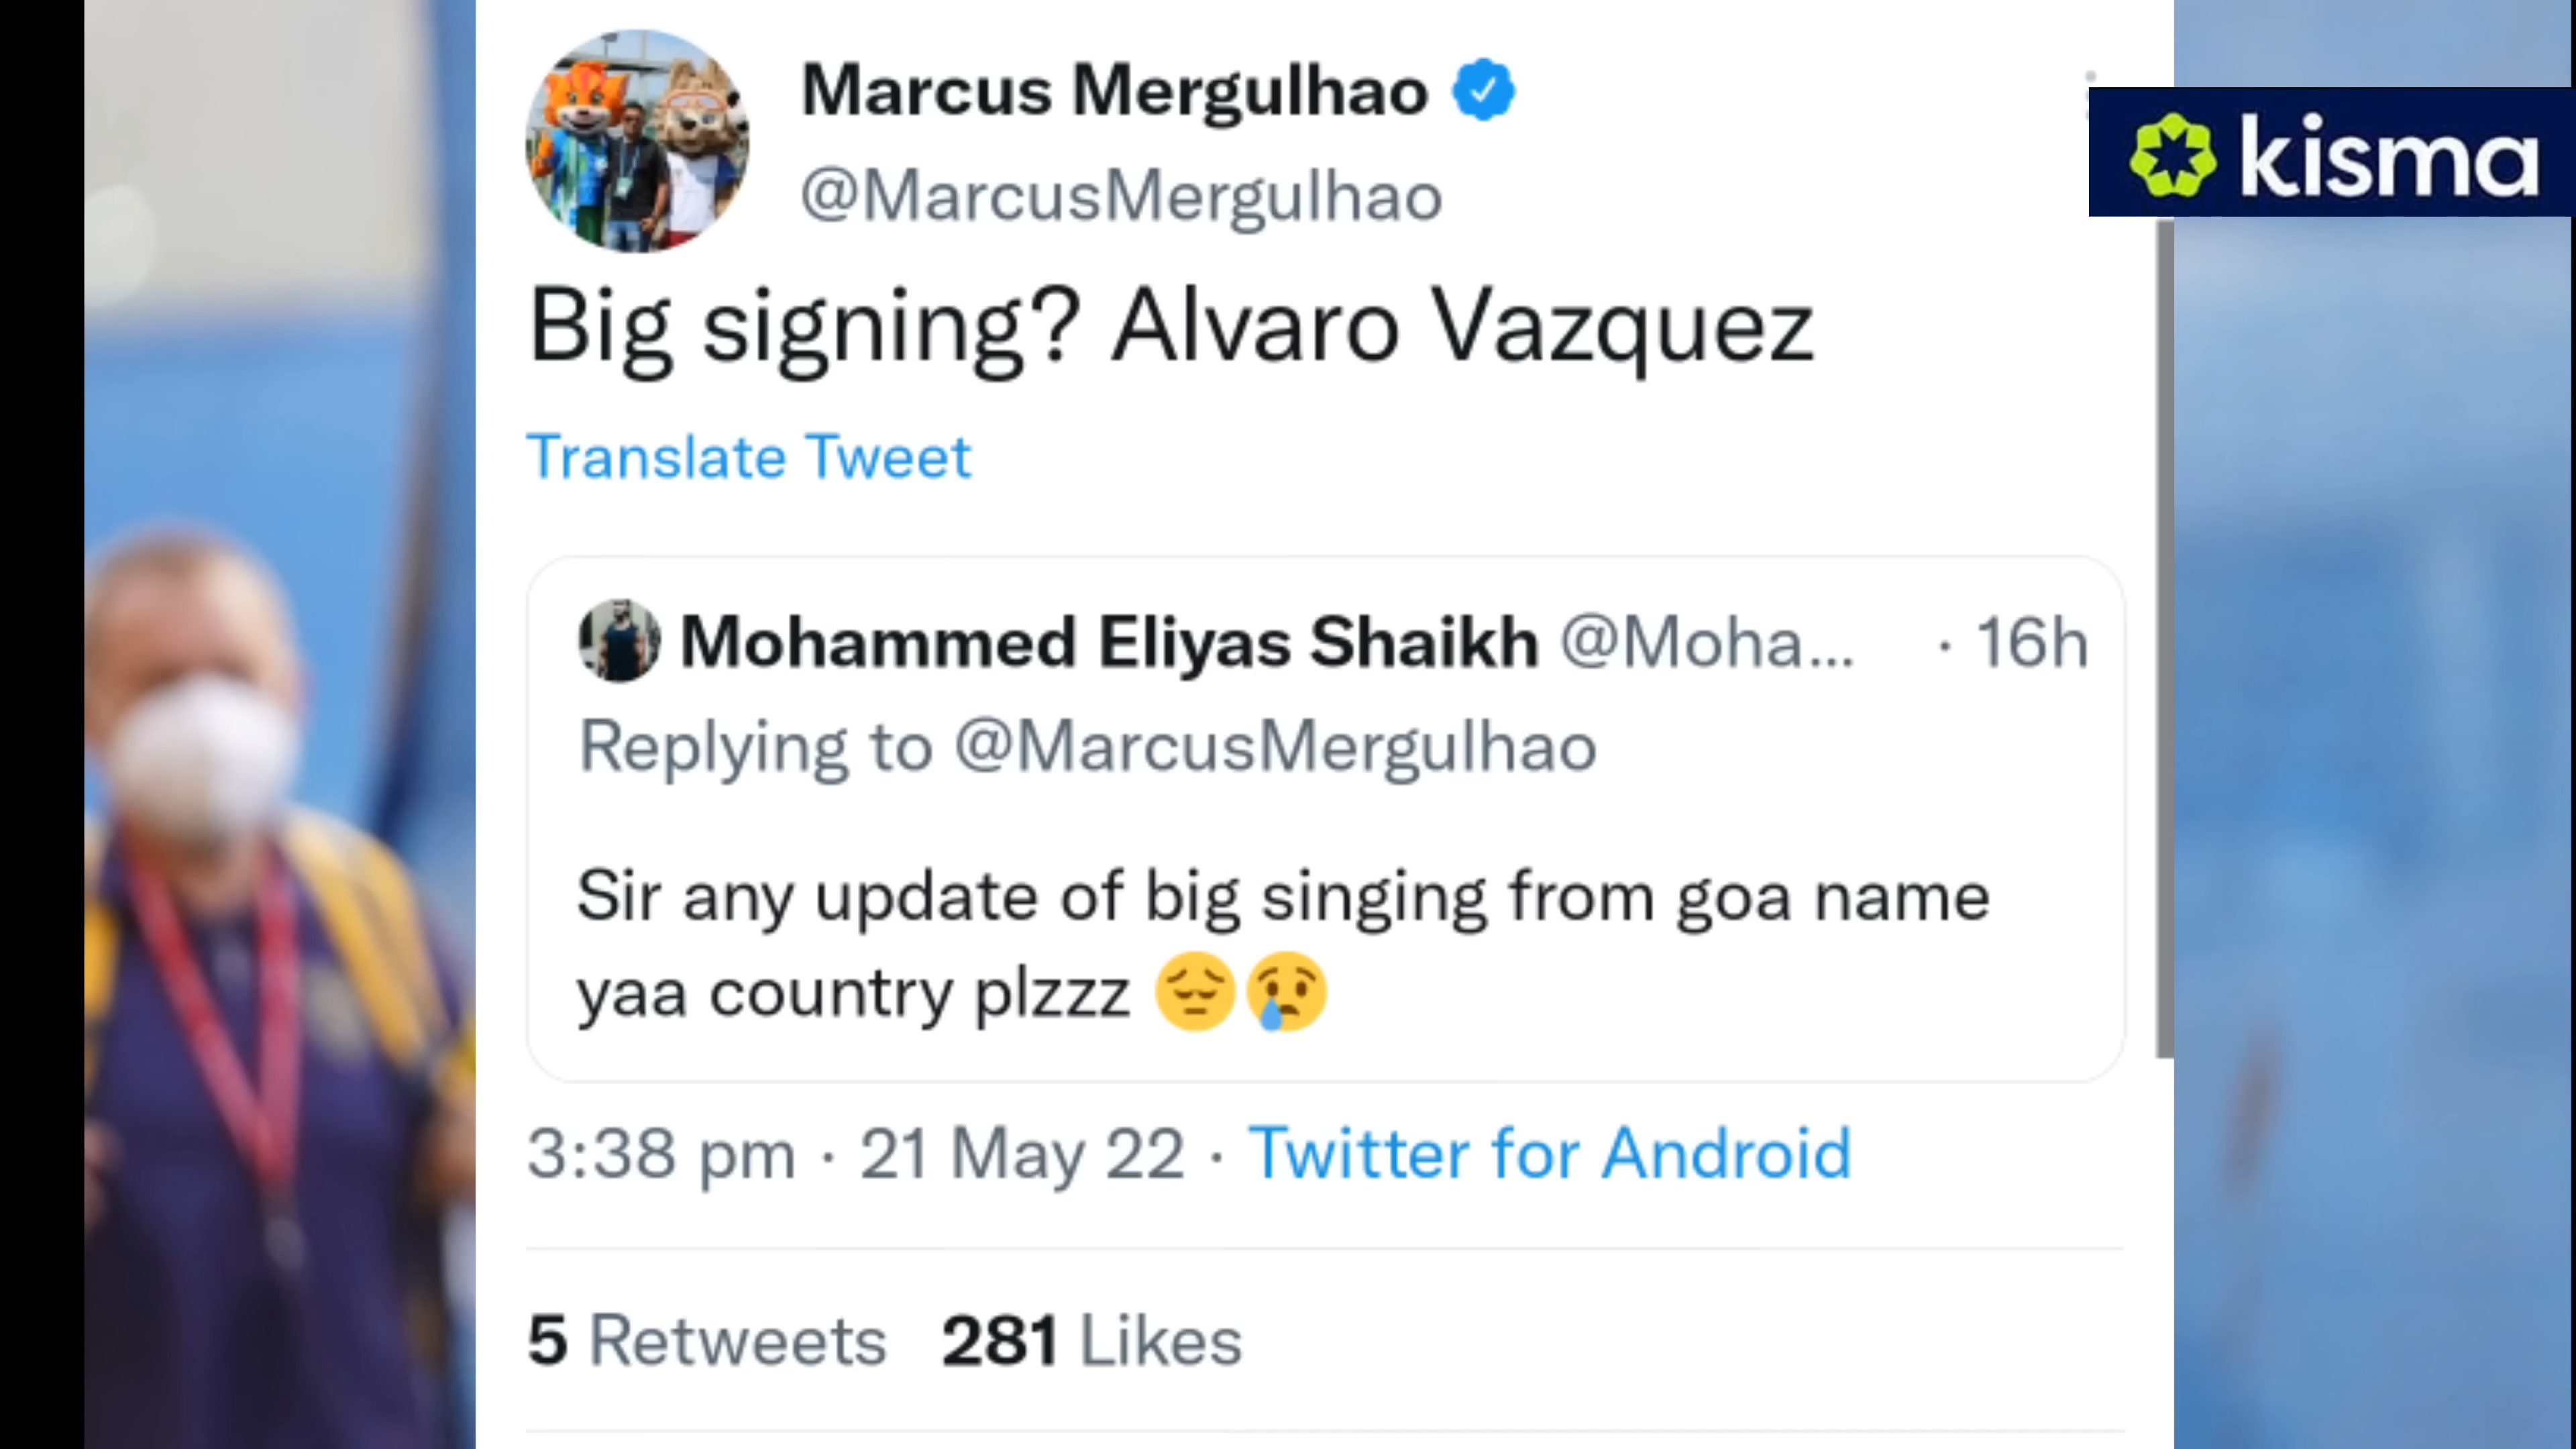 Marcus Mergulhao
@MarcusMergulhao
kisma
Big signing? Alvaro Vazquez
Translate Tweet
Mohammed Eliyas Shaikh @Moha... · 16h
Replying to @MarcusMergulhao
Sir any update of big singing from goa name
yaa country plzzz 😔😢
3:38 pm · 21 May 22 · Twitter for Android
5 Retweets 281 Likes